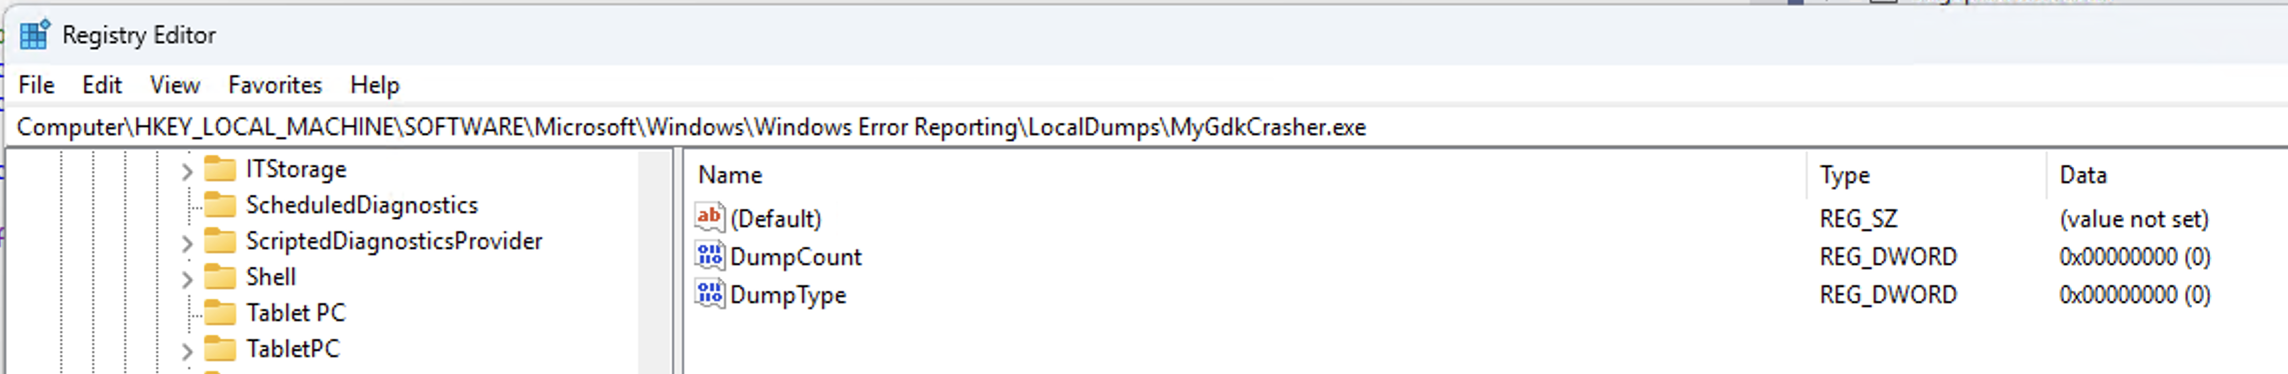 Registry Editor
File Edit View Favorites Help
Computer\HKEY_LOCAL_MACHINE\SOFTWARE\Microsoft\Windows\Windows Error Reporting\LocalDumps\MyGdkCrasher.exe
ITStorage
ScheduledDiagnostics
ScriptedDiagnosticsProvider
Shell
Tablet PC
TabletPC
Name Type Data
(Default) REG_SZ (value not set)
DumpCount REG_DWORD 0x00000000 (0)
DumpType REG_DWORD 0x00000000 (0)